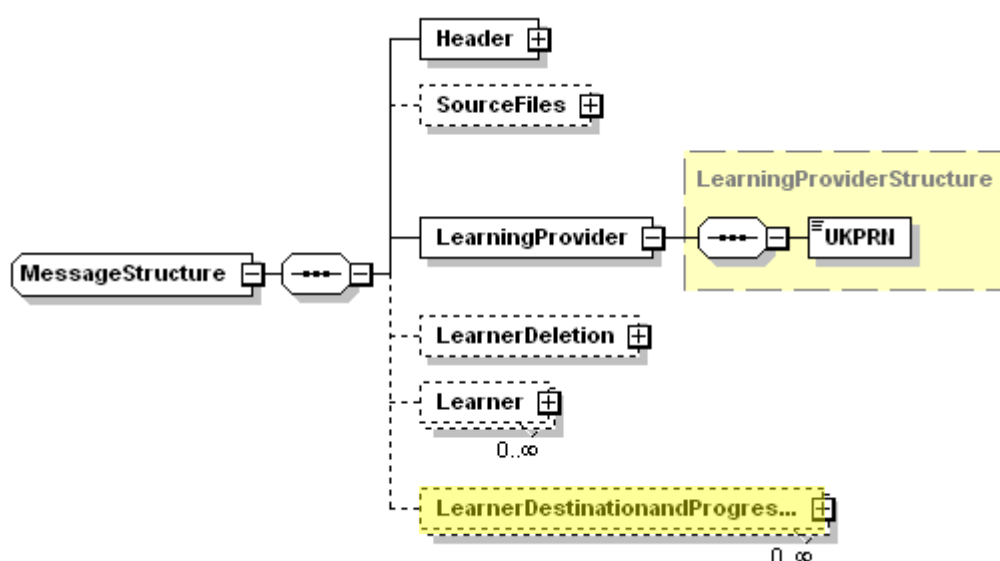 Header
SourceFiles
LearningProviderStructure
LearningProvider
UKPRN
MessageStructure
LearnerDeletion
Learner
0..∞
LearnerDestinationandProgres...
0..∞